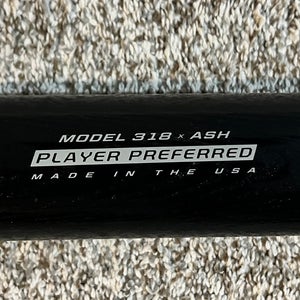 MODEL 318 × ASH
PLAYER PREFERRED
MADE IN THE USA